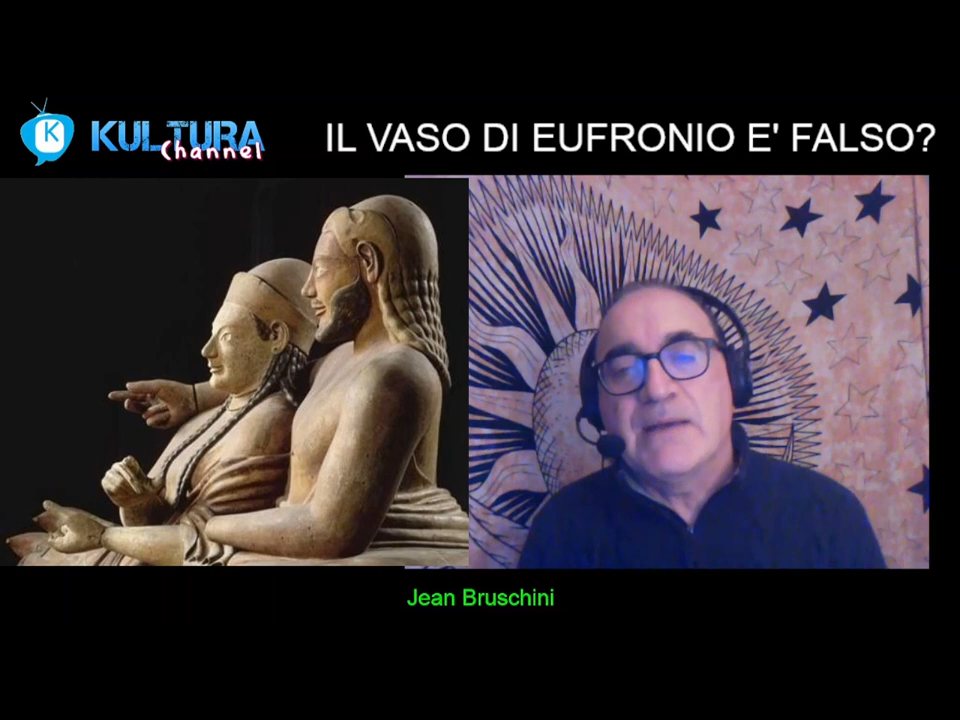 K
KULTURA
Channel
IL VASO DI EUFRONIO E' FALSO?
Jean Bruschini